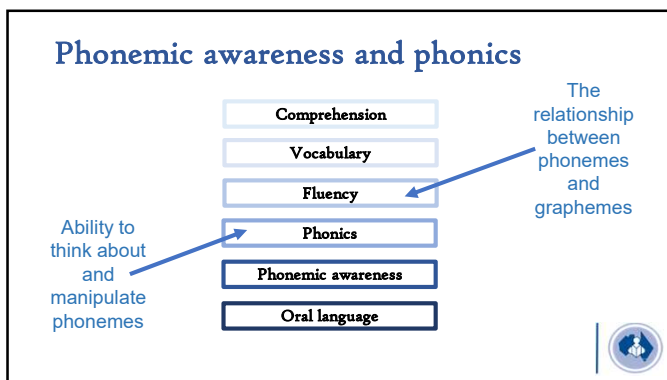 Phonemic awareness and phonics
Comprehension
Vocabulary
Fluency
Phonics
Phonemic awareness
Oral language
The
relationship
between
phonemes
and
graphemes
Ability to
think about
and
manipulate
phonemes